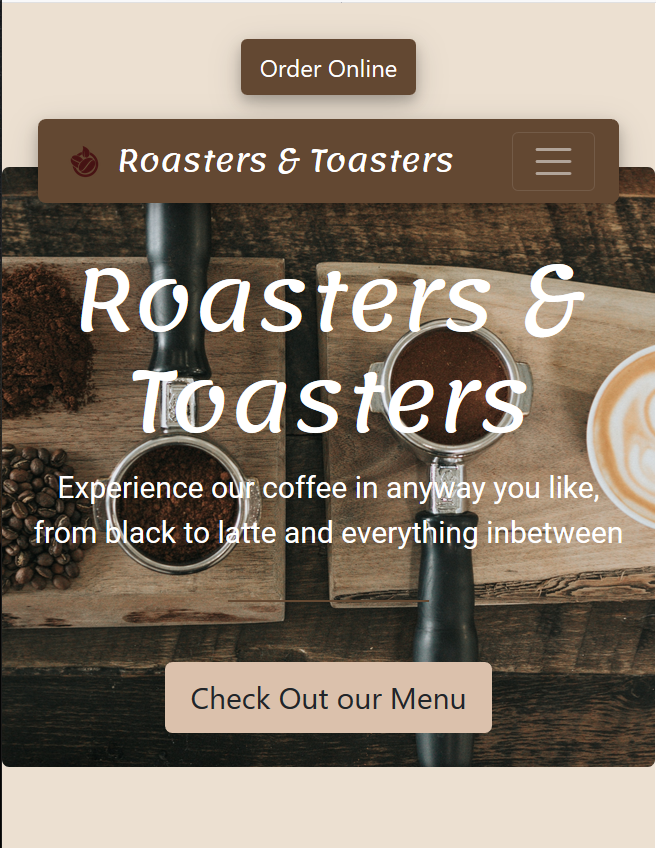 Order Online
Roasters & Toasters
Roasters &
Toasters
Experience our coffee in anyway you like,
from black to latte and everything inbetween
Check Out our Menu